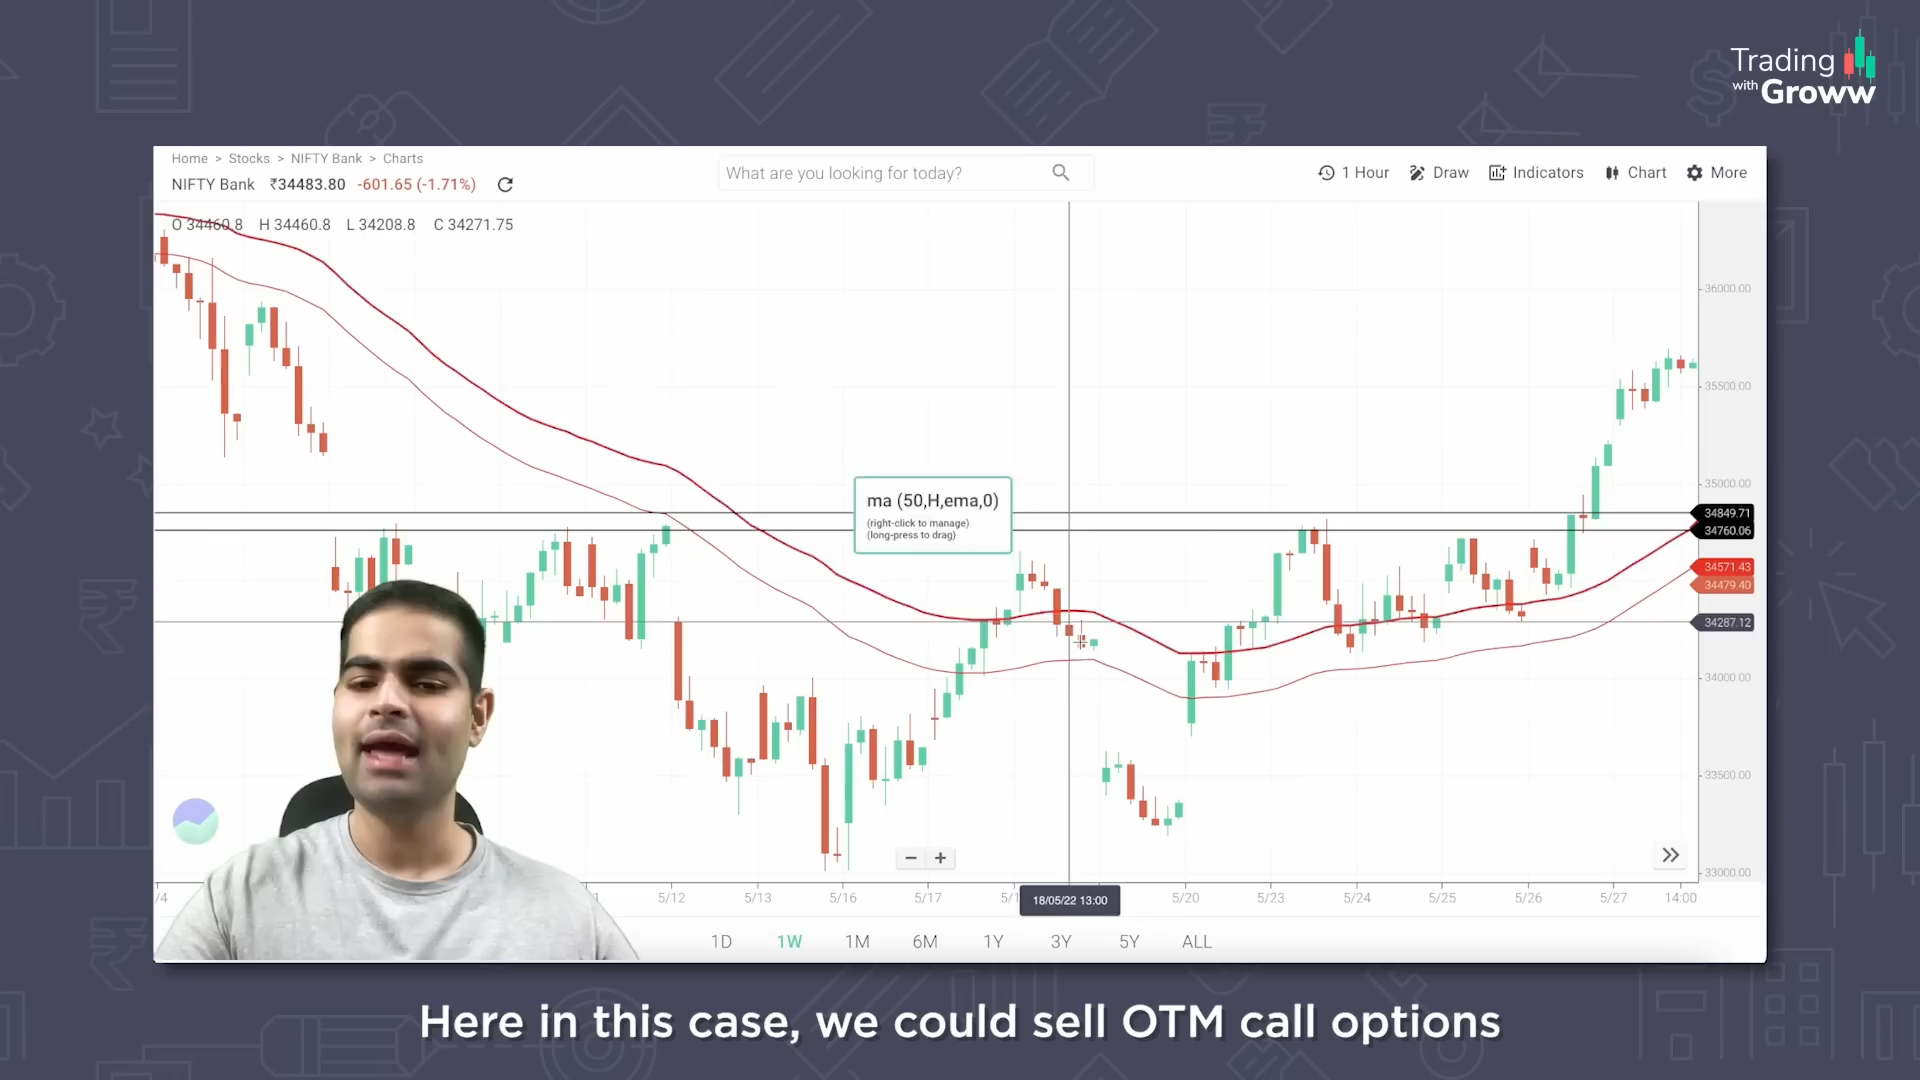 Trading
with Groww
Home > Stocks > NIFTY Bank > Charts
NIFTY Bank ₹34483.80 -601.65 (-1.71%)
What are you looking for today?
1 Hour Draw Indicators Chart More
O 34460.8 H 34460.8 L 34208.8 C 34271.75
36000.00
35500.00
ma (50,H,ema,0)
(right-click to manage)
(long-press to drag)
35000.00
34849.71
34760.06
34571.43
34479.40
34287.12
34000.00
33500.00
33000.00
/4 5/12 5/13 5/16 5/17 5/1 18/05/22 13:00 5/20 5/23 5/24 5/25 5/26 5/27 14:00
1D 1W 1M 6M 1Y 3Y 5Y ALL
Here in this case, we could sell OTM call options